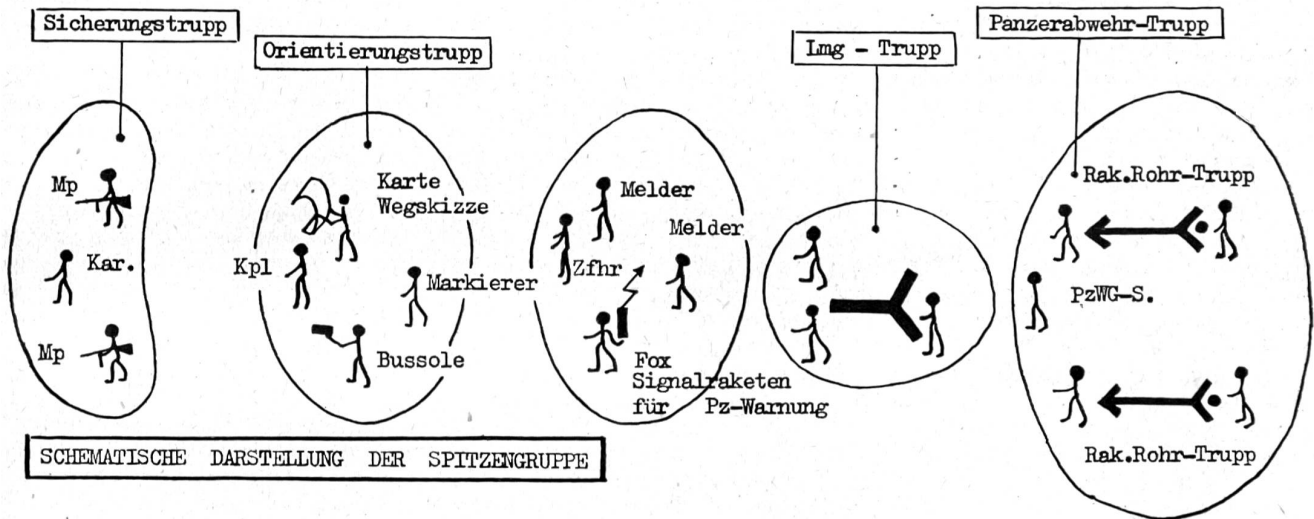 Sicherungstrupp
Mp
Kar.
Mp
Orientierungstrupp
Karte
Wegskizze
Kpl
Markierer
Bussole
Melder
Melder
Zfhr
Fox
Signalraketen
für Pz-Warnung
Lmg - Trupp
Panzerabwehr-Trupp
Rak.Rohr-Trupp
PzWG-S.
Rak.Rohr-Trupp
SCHEMATISCHE DARSTELLUNG DER SPITZENGRUPPE